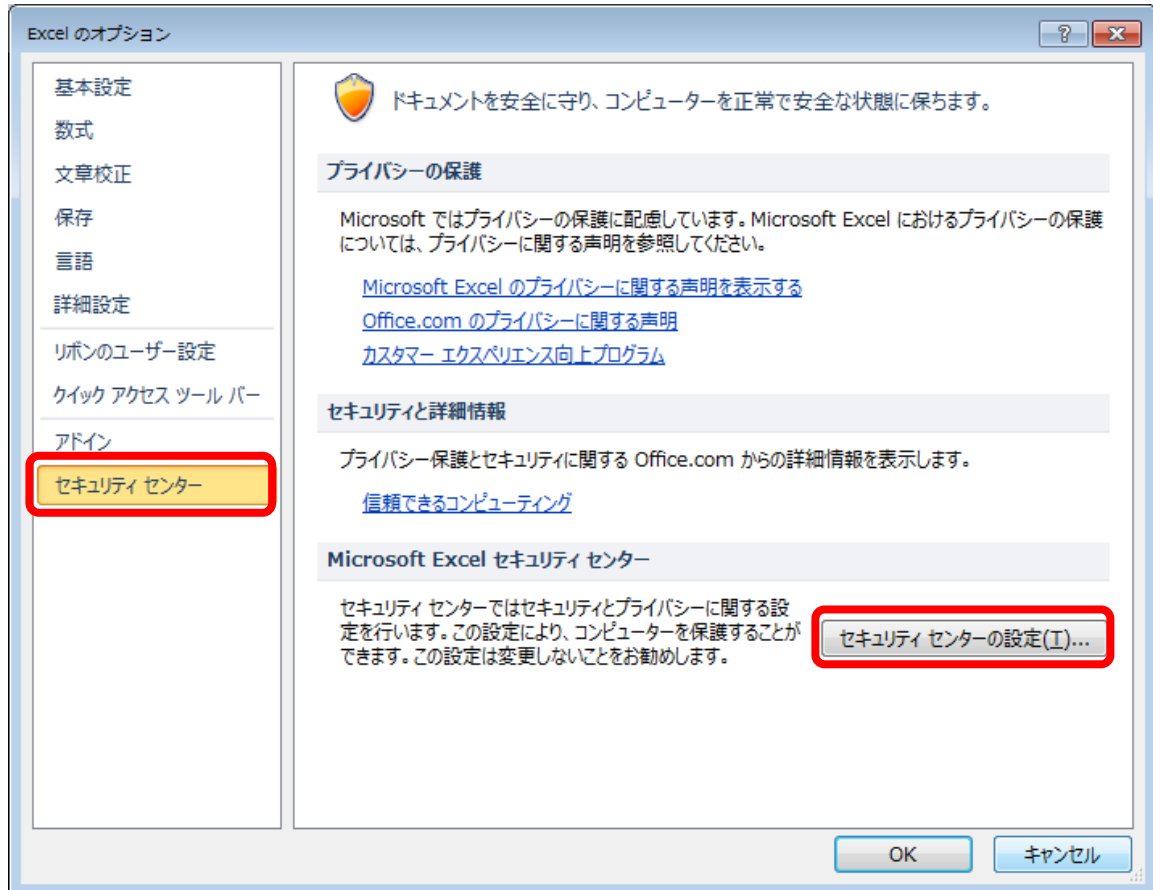 Excel のオプション
基本設定
数式
文章校正
保存
言語
詳細設定
リボンのユーザー設定
クイック アクセス ツール バー
アドイン
セキュリティ センター
ドキュメントを安全に守り、コンピューターを正常で安全な状態に保ちます。
プライバシーの保護
Microsoft ではプライバシーの保護に配慮しています。Microsoft Excel におけるプライバシーの保護
については、プライバシーに関する声明を参照してください。
Microsoft Excel のプライバシーに関する声明を表示する
Office.com のプライバシーに関する声明
カスタマー エクスペリエンス向上プログラム
セキュリティと詳細情報
プライバシー保護とセキュリティに関する Office.com からの詳細情報を表示します。
信頼できるコンピューティング
Microsoft Excel セキュリティ センター
セキュリティ センターではセキュリティとプライバシーに関する設
定を行います。この設定により、コンピューターを保護することが
できます。この設定は変更しないことをお勧めします。
セキュリティ センターの設定(T)...
OK
キャンセル